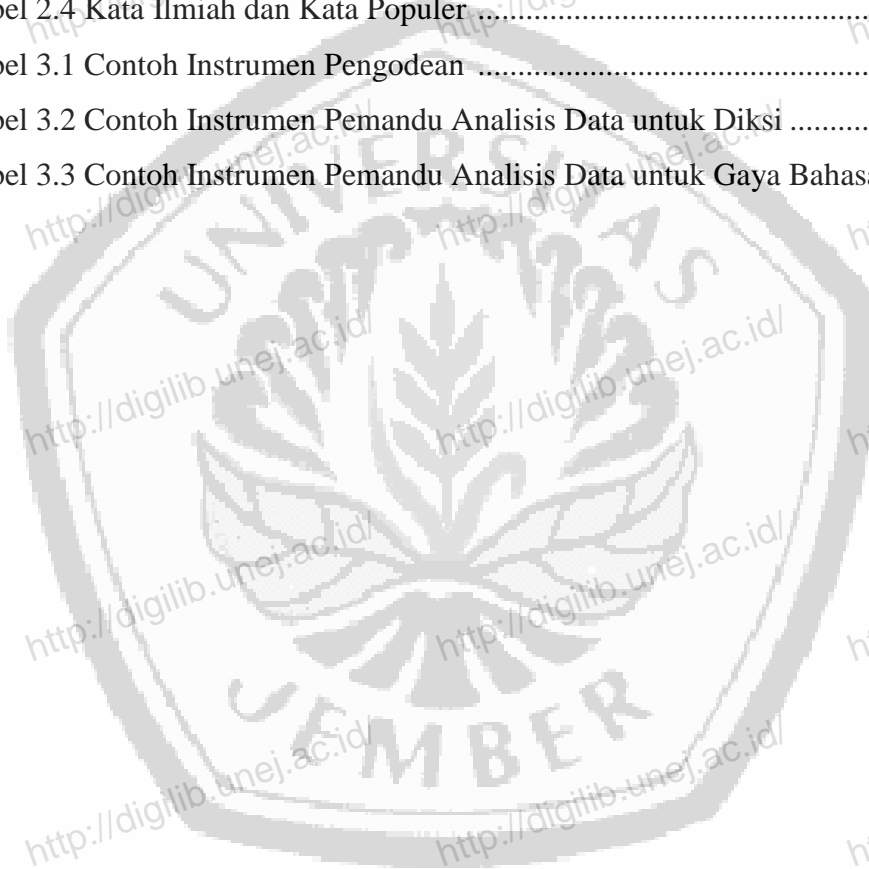 bel 2.4 Kata Ilmiah dan Kata Populer ..........................................
bel 3.1 Contoh Instrumen Pengodean ..........................................
bel 3.2 Contoh Instrumen Pemandu Analisis Data untuk Diksi ..........
bel 3.3 Contoh Instrumen Pemandu Analisis Data untuk Gaya Bahasa
UNIVERSITAS
http://digilib.unej.ac.id/ http://digilib.unej.ac.id/
http://digilib.unej.ac.id/ http://digilib.unej.ac.id/
http://digilib.unej.ac.id/ http://digilib.unej.ac.id/
JEMBER
http://digilib.unej.ac.id/ http://digilib.unej.ac.id/